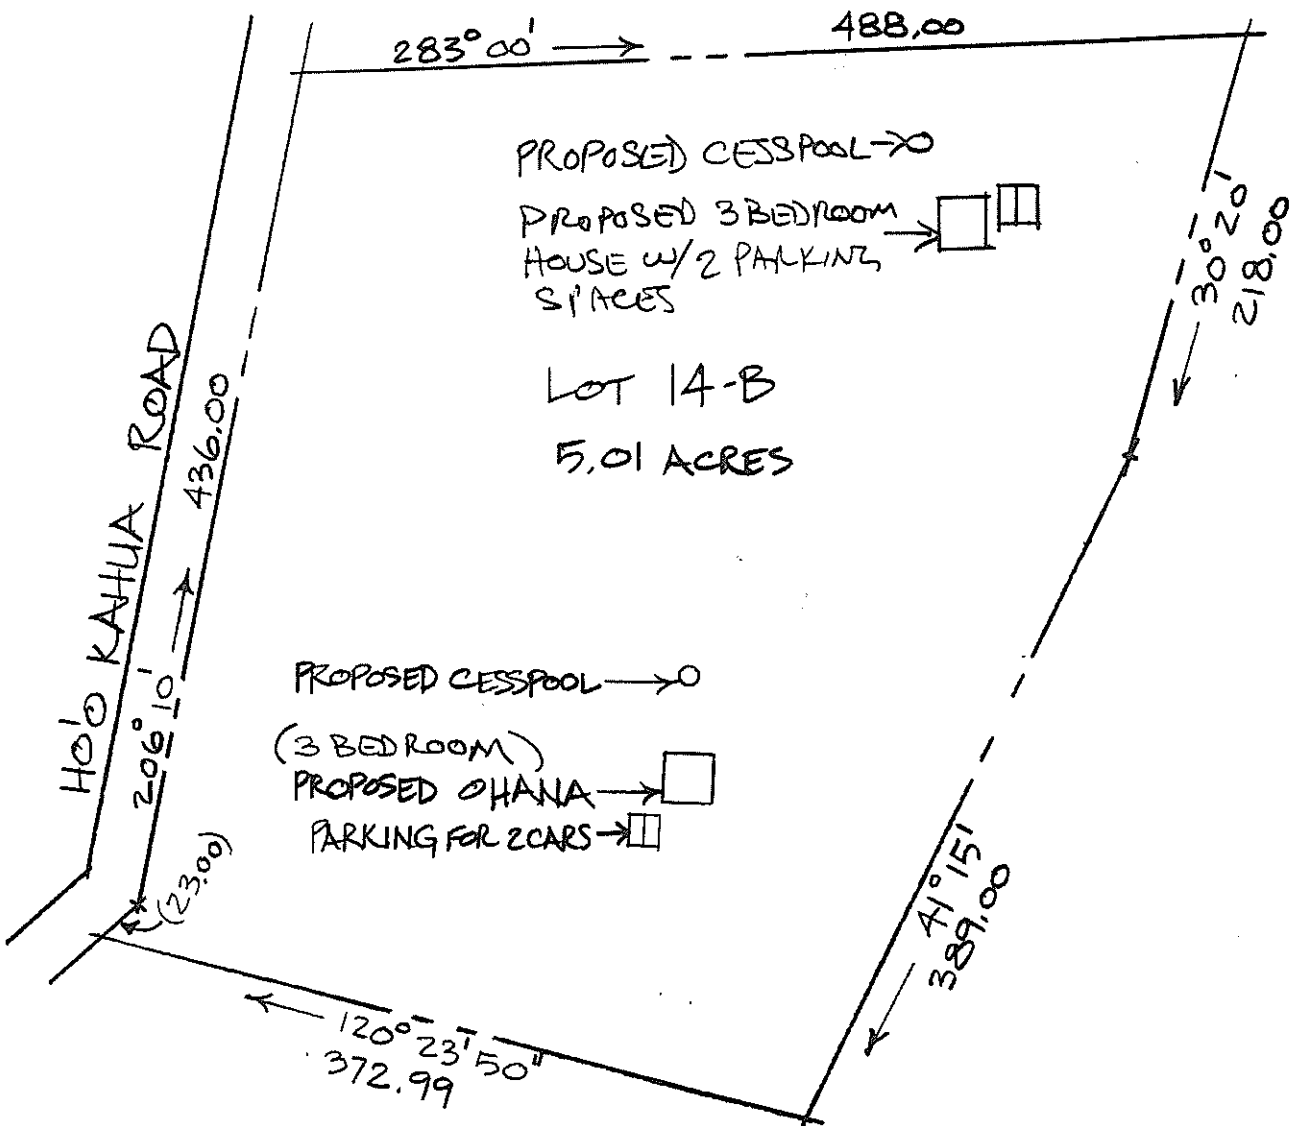 283°00'
488.00
PROPOSED CESSPOOL
PROPOSED 3 BEDROOM
HOUSE W/2 PARKING
SPACES
30°20'
218.00
LOT 14-B
5.01 ACRES
HO'O KAHUA ROAD
206°10'
436.00
PROPOSED CESSPOOL
(3 BEDROOM)
PROPOSED OHANA
PARKING FOR 2 CARS
(23.00)
41°15'
389.00
120°23'50"
372.99